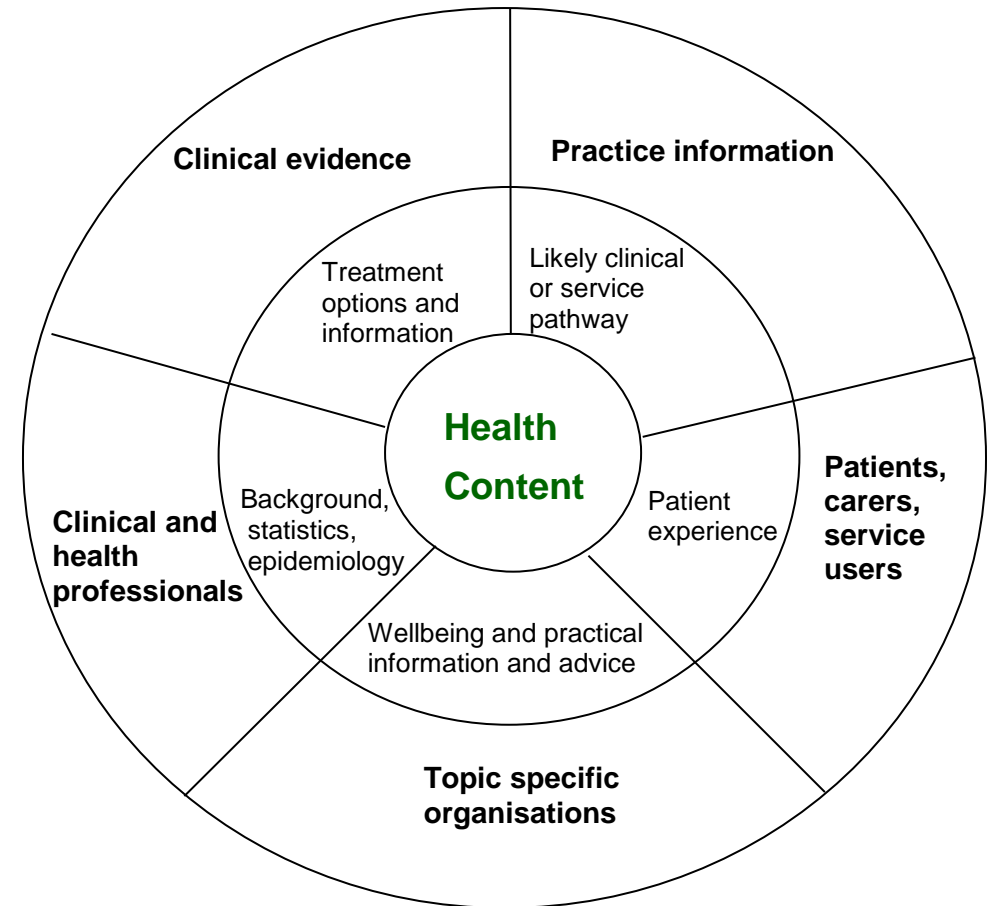 Clinical evidence
Practice information
Treatment
options and
information
Likely clinical
or service
pathway
Health
Content
Patients,
carers,
service
users
Patient
experience
Background,
statistics,
epidemiology
Clinical and
health
professionals
Wellbeing and practical
information and advice
Topic specific
organisations